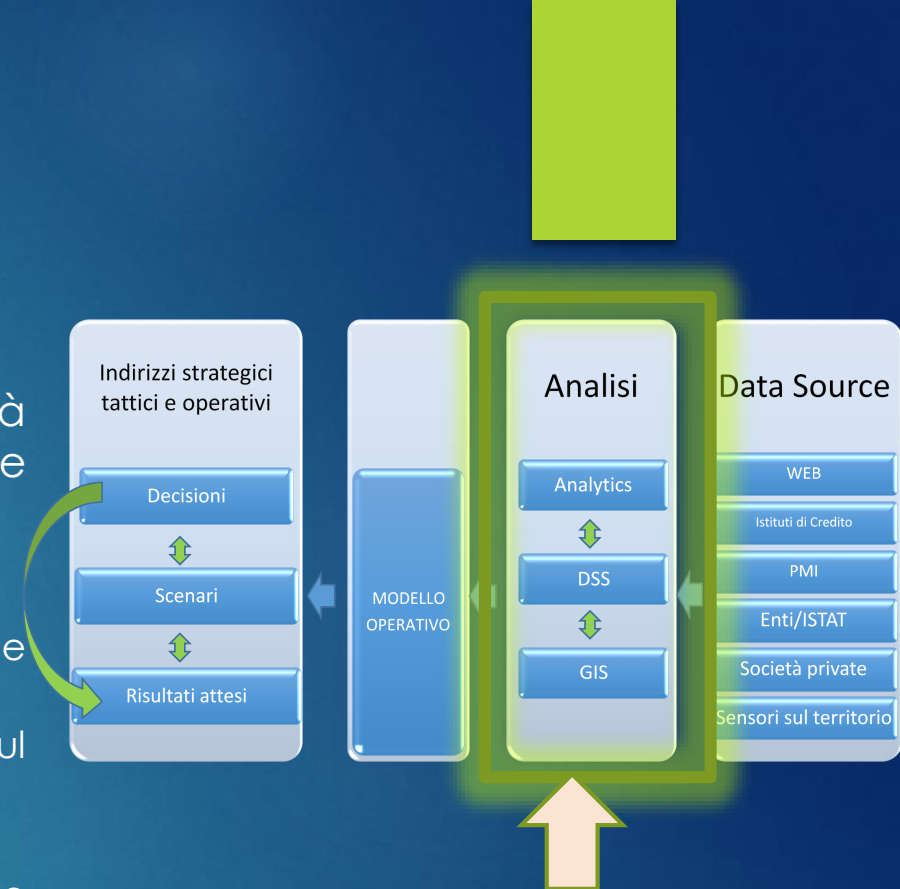 à
e
e
ul
Indirizzi strategici
tattici e operativi
Decisioni
Scenari
Risultati attesi
MODELLO
OPERATIVO
Analisi
Analytics
DSS
GIS
Data Source
WEB
Istituti di Credito
PMI
Enti/ISTAT
Società private
Sensori sul territorio